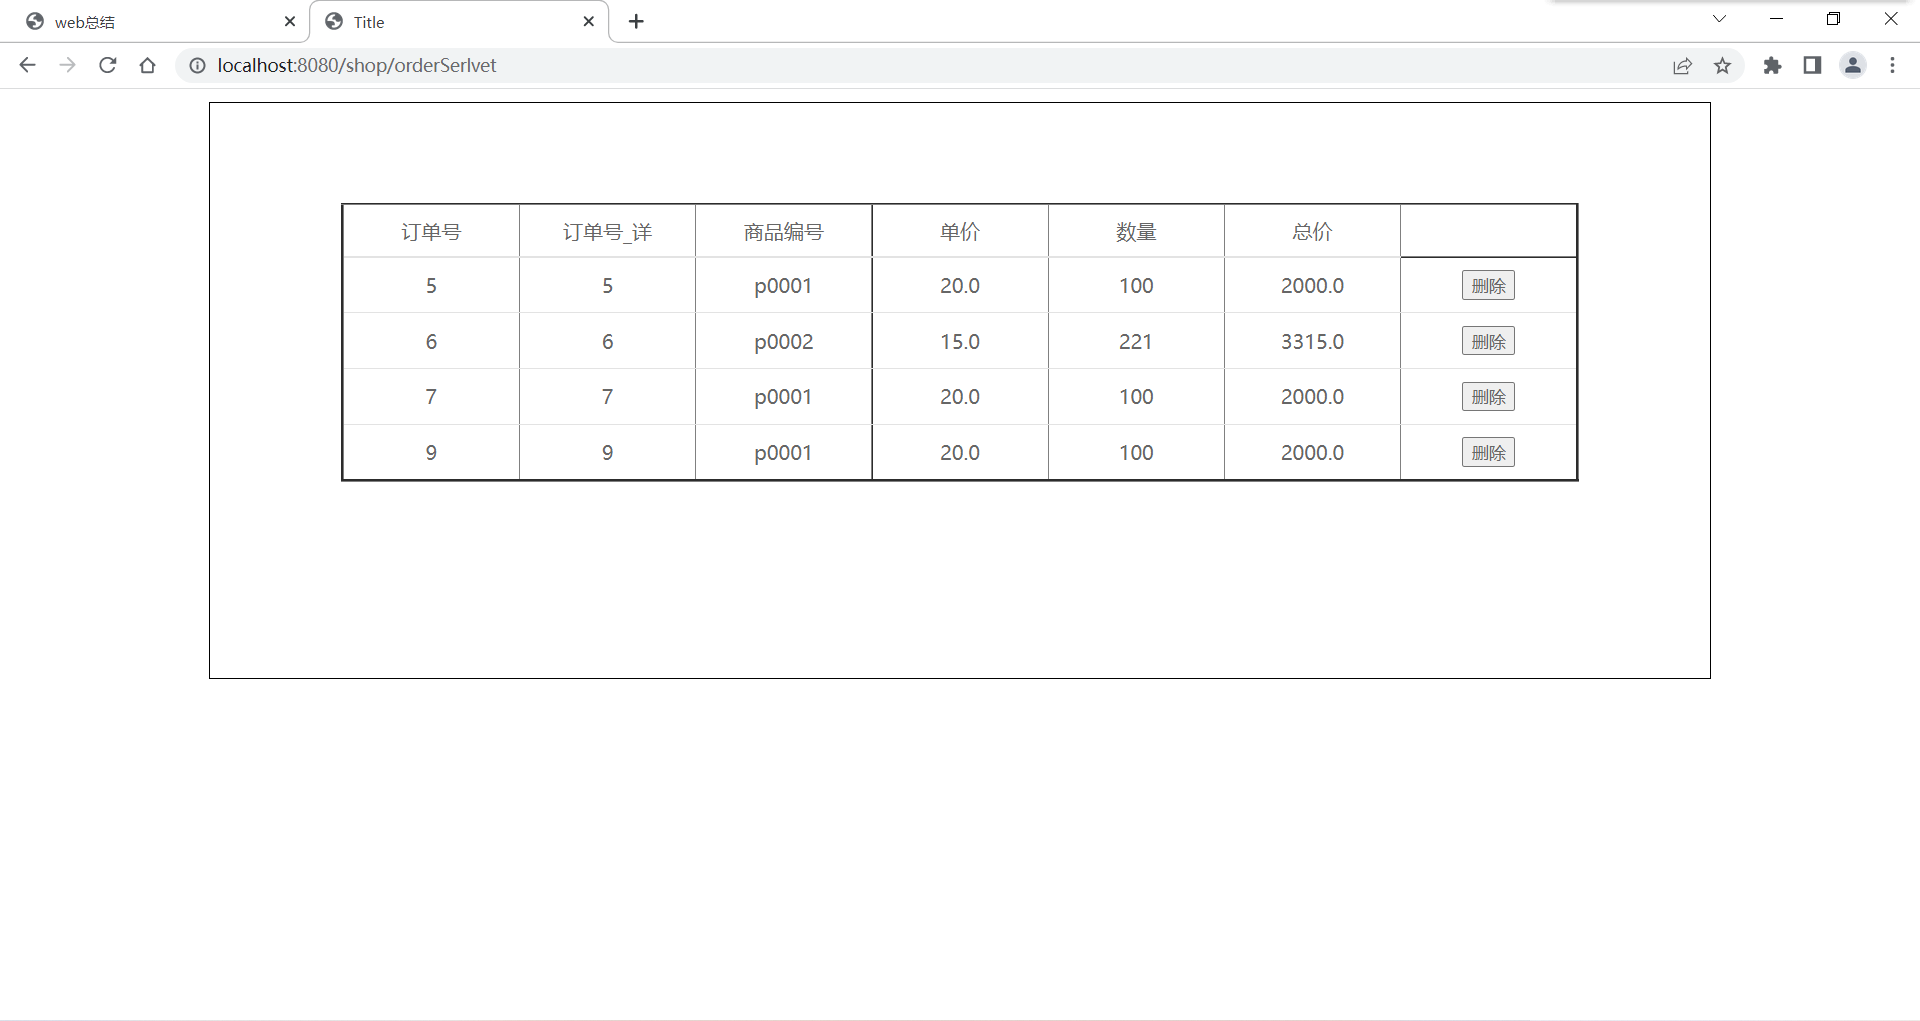 web总结
Title
localhost:8080/shop/orderSerlvet
订单号 订单号_详 商品编号 单价 数量 总价
5 5 p0001 20.0 100 2000.0 删除
6 6 p0002 15.0 221 3315.0 删除
7 7 p0001 20.0 100 2000.0 删除
9 9 p0001 20.0 100 2000.0 删除